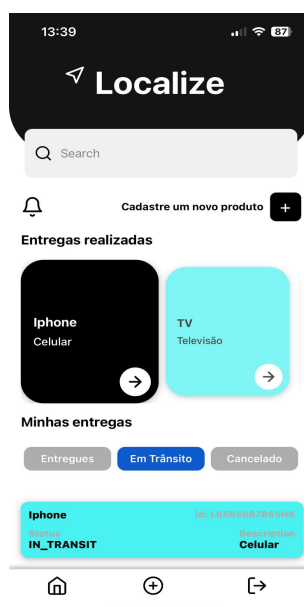 13:39
87
Localize
Search
Cadastre um novo produto +
Entregas realizadas
Iphone
Celular
TV
Televisão
Minhas entregas
Entregues Em Trânsito Cancelado
Iphone
Status Description
IN_TRANSIT Celular